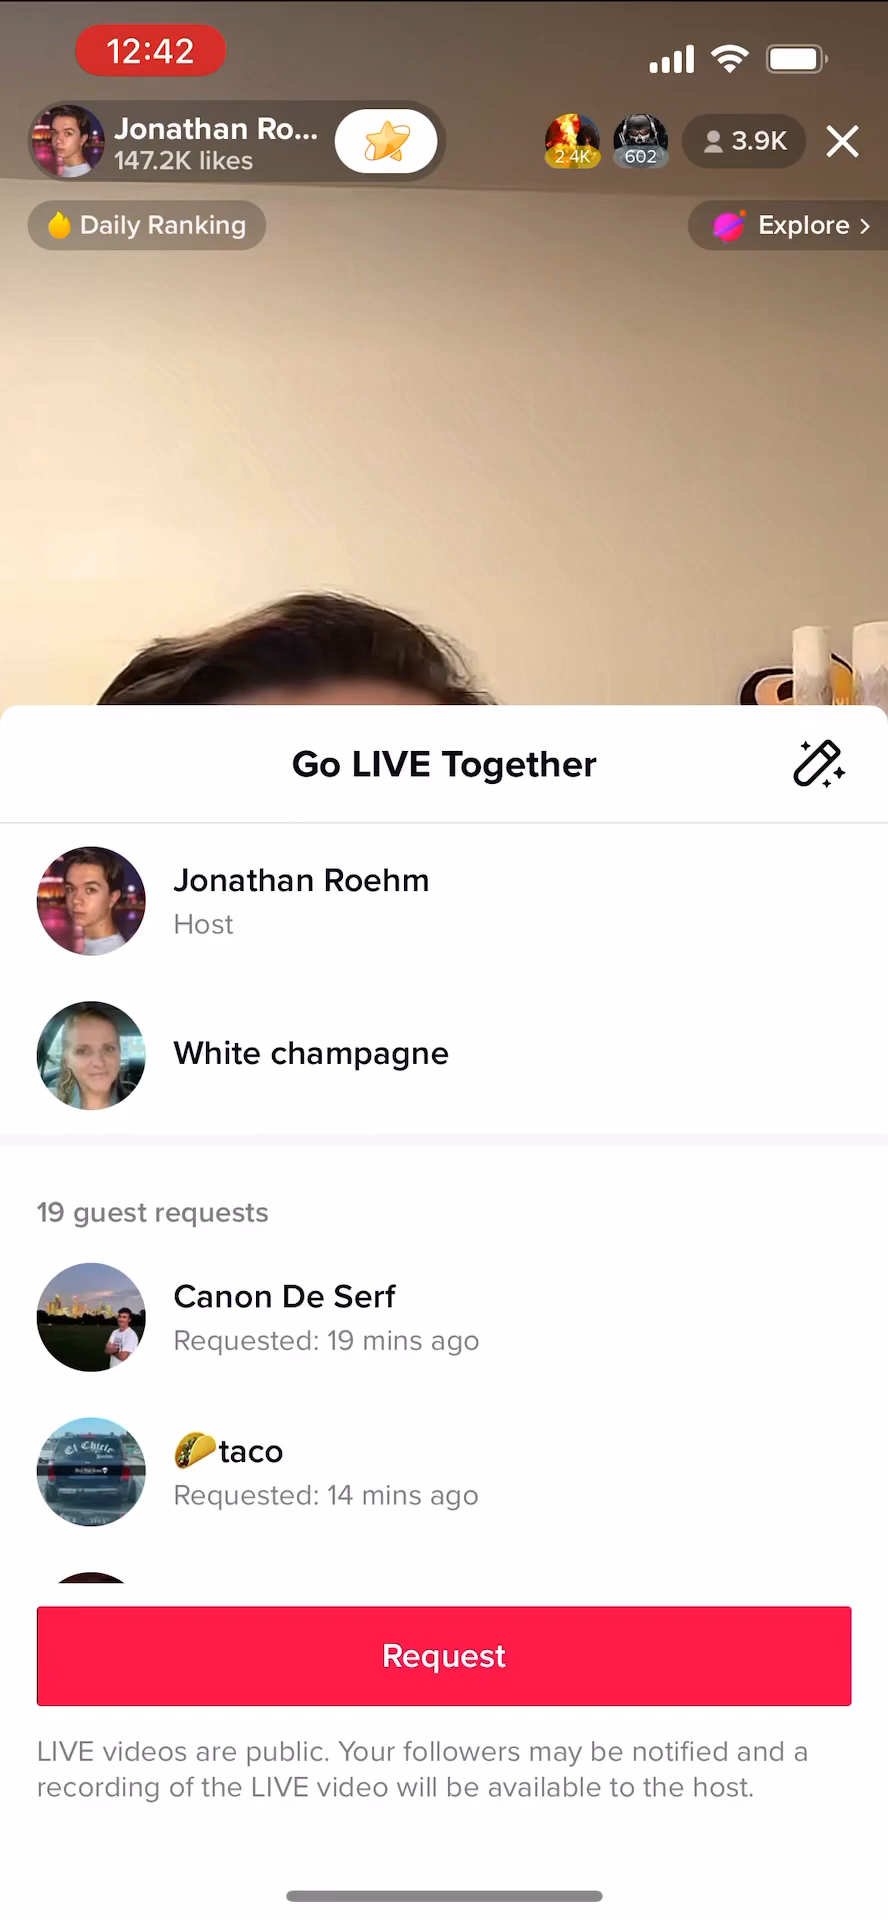 12:42
Jonathan Ro...
147.2K likes
2.4K
602
3.9K
Daily Ranking
Explore >
Go LIVE Together
Jonathan Roehm
Host
White champagne
19 guest requests
Canon De Serf
Requested: 19 mins ago
El Chicle
🌮taco
Requested: 14 mins ago
Request
LIVE videos are public. Your followers may be notified and a
recording of the LIVE video will be available to the host.